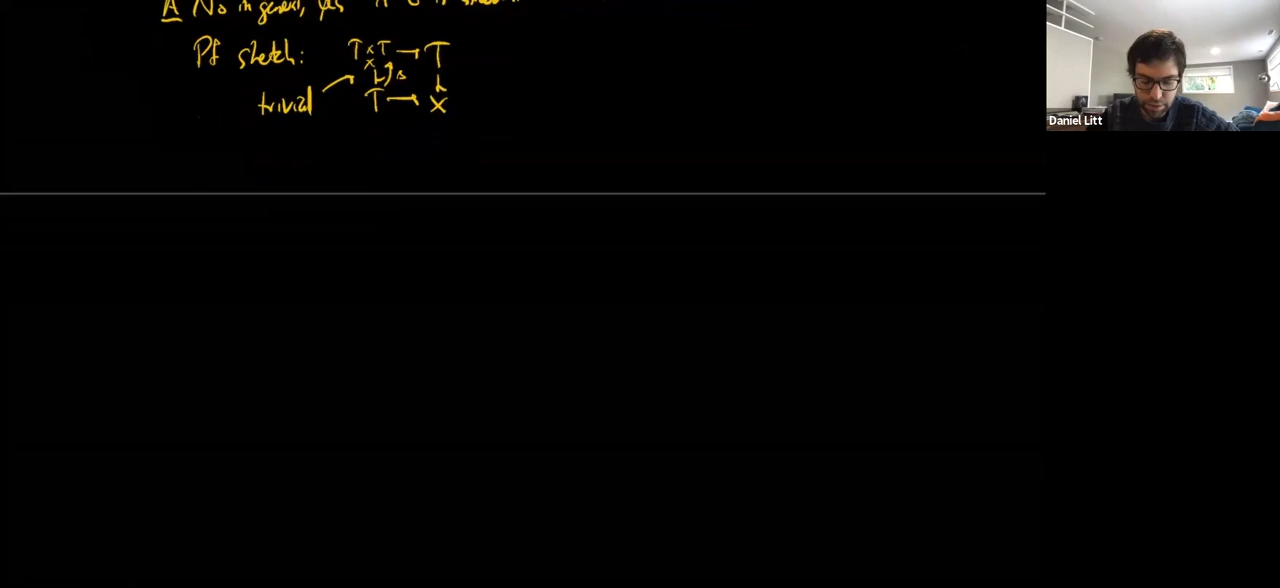 A No in general, yes
Pf sketch: T × T → T
X
Δ
trivial T → X
Daniel Litt